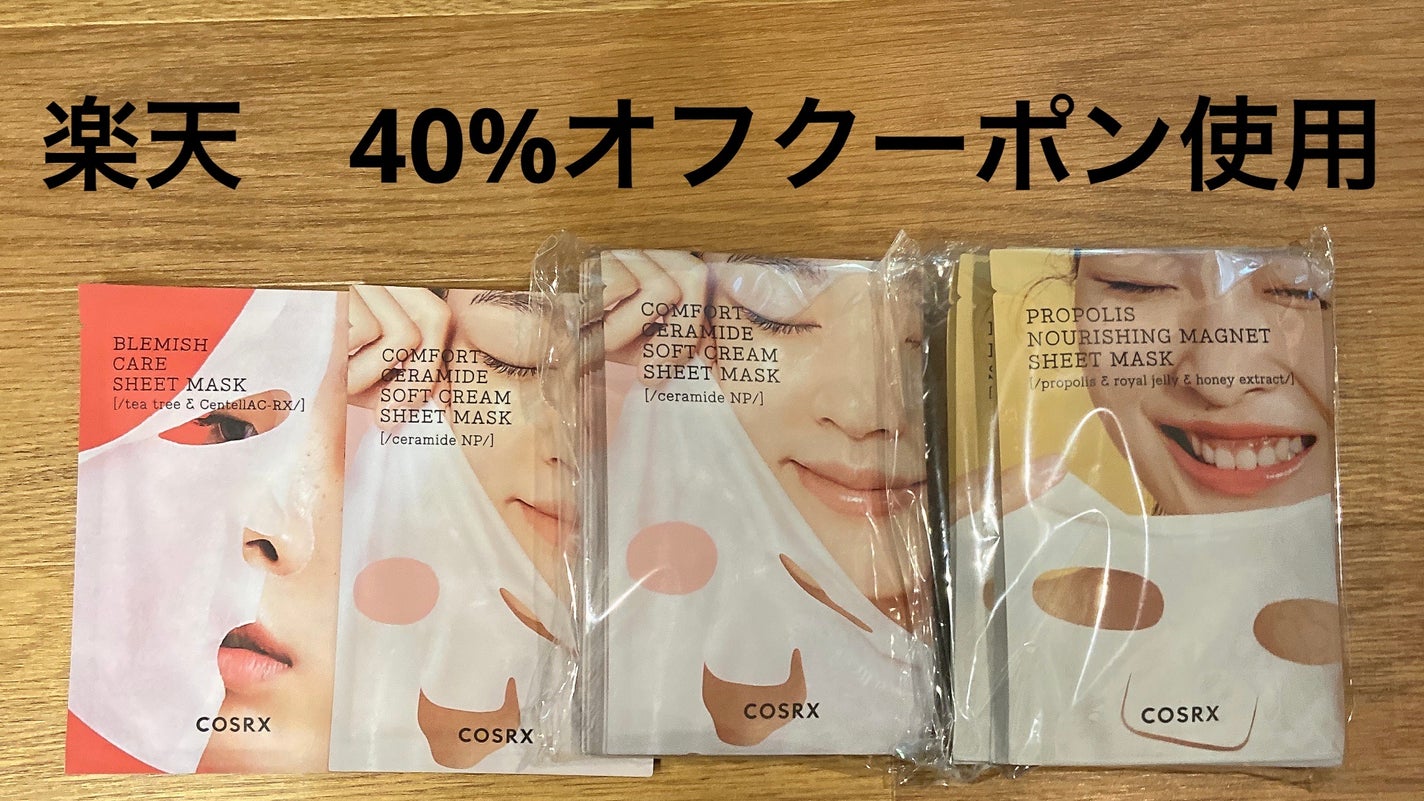 楽天　40%オフクーポン使用
BLEMISH
CARE
SHEET MASK
[/tea tree & CentellAC-RX/]
COSRX
COMFORT
CERAMIDE
SOFT CREAM
SHEET MASK
[/ceramide NP/]
COSRX
COMFORT
CERAMIDE
SOFT CREAM
SHEET MASK
[/ceramide NP/]
COSRX
PROPOLIS
NOURISHING MAGNET
SHEET MASK
[/propolis & royal jelly & honey extract/]
COSRX